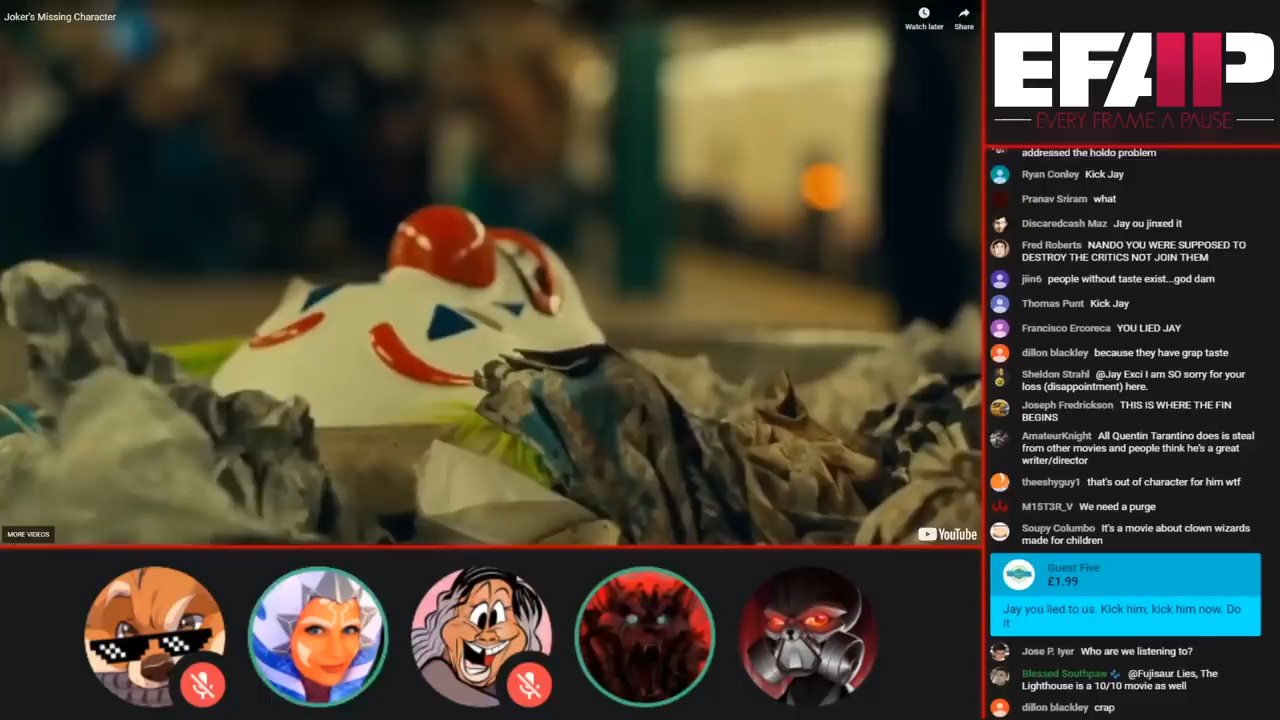 Joker's Missing Character
Watch later
Share
MORE VIDEOS
YouTube
EFAP
EVERY FRAME A PAUSE
addressed the holdo problem
Ryan Conley Kick Jay
Pranav Sriram what
Discaredcash Maz Jay ou jinxed it
Fred Roberts NANDO YOU WERE SUPPOSED TO
DESTROY THE CRITICS NOT JOIN THEM
jiin6 people without taste exist...god dam
Thomas Punt Kick Jay
Francisco Ercoreca YOU LIED JAY
dillon blackley because they have grap taste
Sheldon Strahl @Jay Exci I am SO sorry for your
loss (disappointment) here.
Joseph Fredrickson THIS IS WHERE THE FIN
BEGINS
AmateurKnight All Quentin Tarantino does is steal
from other movies and people think he's a great
writer/director
theeshyguy1 that's out of character for him wtf
M15T3R_V We need a purge
Soupy Columbo It's a movie about clown wizards
made for children
Guest Five
£1.99
Jay you lied to us. Kick him, kick him now. Do
it
Jose P. Iyer Who are we listening to?
Blessed Southpaw @Fujisaur Lies, The
Lighthouse is a 10/10 movie as well
dillon blackley crap